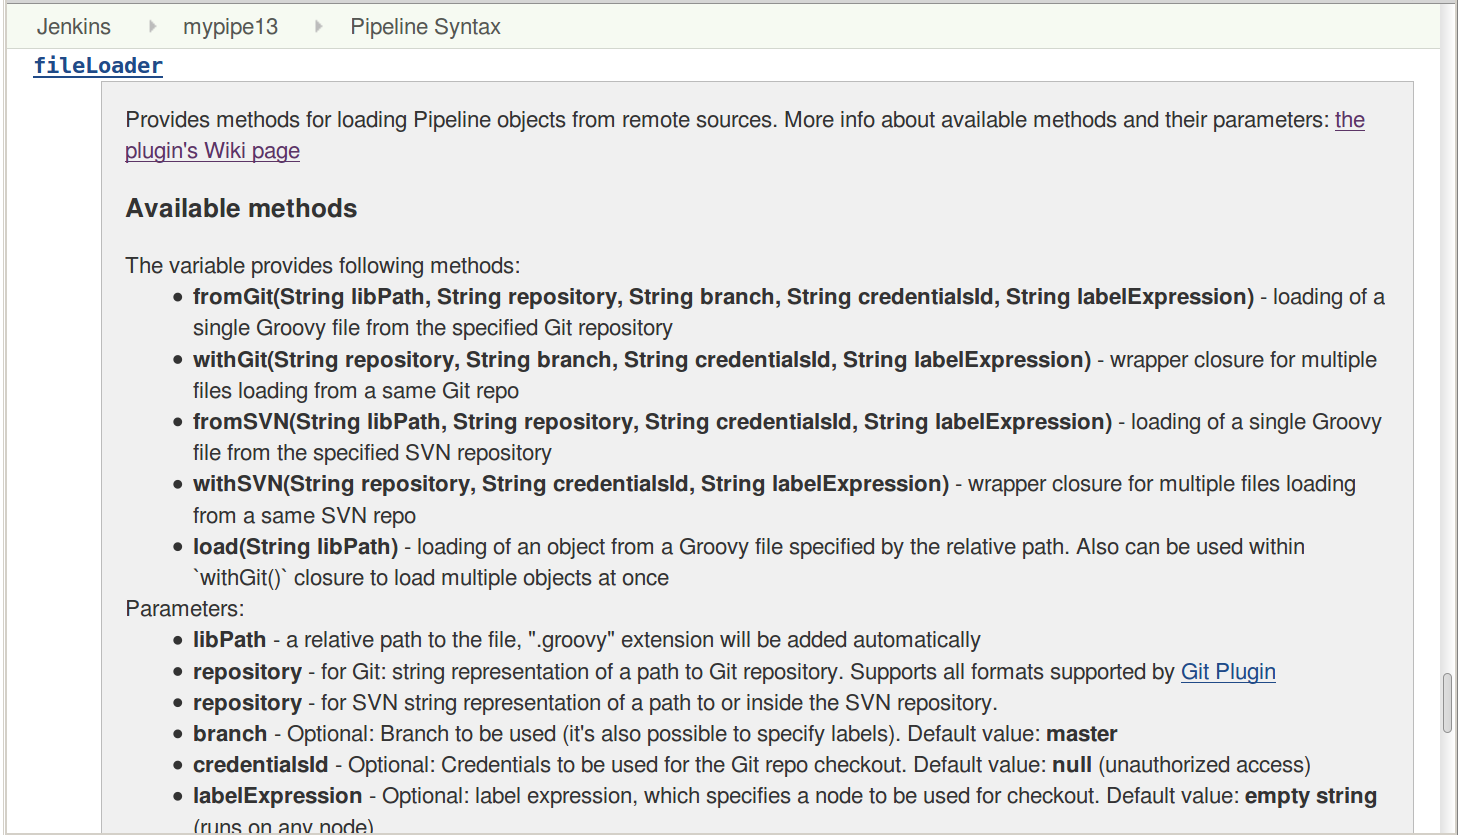 Jenkins mypipe13 Pipeline Syntax
fileLoader
Provides methods for loading Pipeline objects from remote sources. More info about available methods and their parameters: the
plugin's Wiki page
Available methods
The variable provides following methods:
• fromGit(String libPath, String repository, String branch, String credentialsId, String labelExpression) - loading of a
single Groovy file from the specified Git repository
• withGit(String repository, String branch, String credentialsId, String labelExpression) - wrapper closure for multiple
files loading from a same Git repo
• fromSVN(String libPath, String repository, String credentialsId, String labelExpression) - loading of a single Groovy
file from the specified SVN repository
• withSVN(String repository, String credentialsId, String labelExpression) - wrapper closure for multiple files loading
from a same SVN repo
• load(String libPath) - loading of an object from a Groovy file specified by the relative path. Also can be used within
`withGit()` closure to load multiple objects at once
Parameters:
• libPath - a relative path to the file, ".groovy" extension will be added automatically
• repository - for Git: string representation of a path to Git repository. Supports all formats supported by Git Plugin
• repository - for SVN string representation of a path to or inside the SVN repository.
• branch - Optional: Branch to be used (it's also possible to specify labels). Default value: master
• credentialsId - Optional: Credentials to be used for the Git repo checkout. Default value: null (unauthorized access)
• labelExpression - Optional: label expression, which specifies a node to be used for checkout. Default value: empty string
(runs on any node)